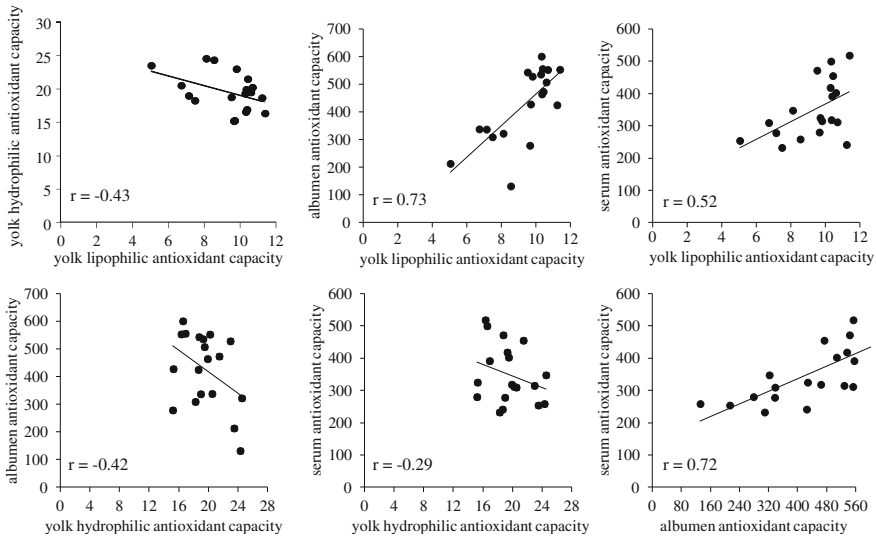 yolk hydrophilic antioxidant capacity
30
25
20
15
10
5
0
r = -0.43
0 2 4 6 8 10 12
yolk lipophilic antioxidant capacity
albumen antioxidant capacity
700
600
500
400
300
200
100
0
r = 0.73
0 2 4 6 8 10 12
yolk lipophilic antioxidant capacity
serum antioxidant capacity
600
500
400
300
200
100
0
r = 0.52
0 2 4 6 8 10 12
yolk lipophilic antioxidant capacity
albumen antioxidant capacity
700
600
500
400
300
200
100
0
r = -0.42
0 4 8 12 16 20 24 28
yolk hydrophilic antioxidant capacity
serum antioxidant capacity
600
500
400
300
200
100
0
r = -0.29
0 4 8 12 16 20 24 28
yolk hydrophilic antioxidant capacity
serum antioxidant capacity
600
500
400
300
200
100
0
r = 0.72
0 80 160 240 320 400 480 560
albumen antioxidant capacity